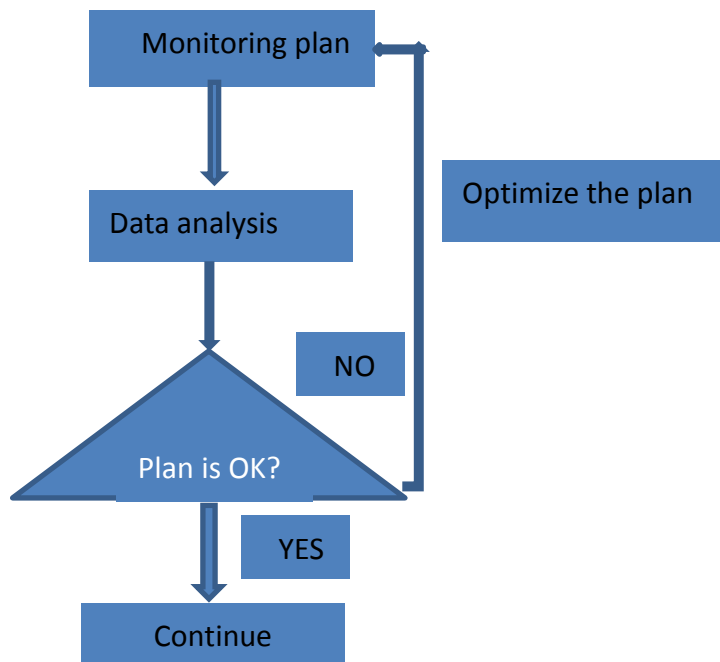 Monitoring plan
Optimize the plan
Data analysis
NO
Plan is OK?
YES
Continue